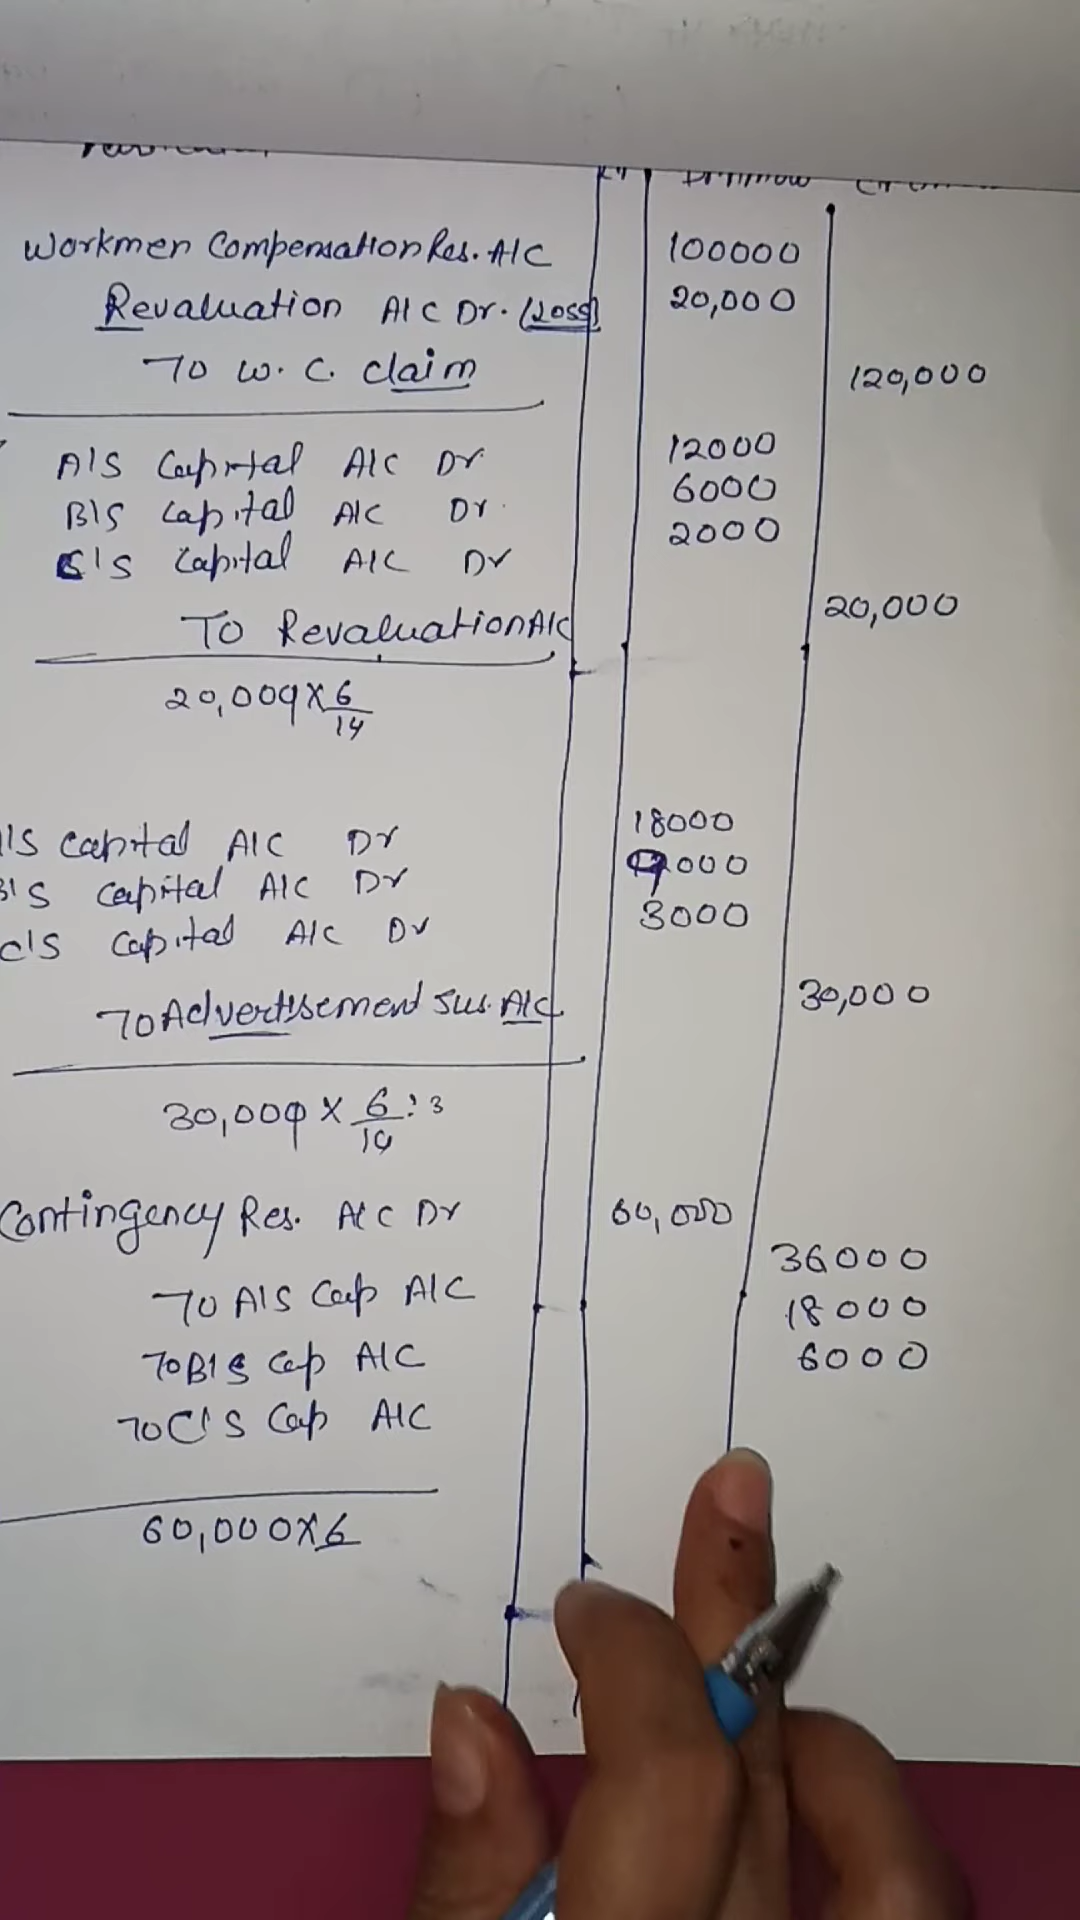 Workmen Compensation Res. A/C 100000
Revaluation A/C Dr. (Loss) 20,000
To W. C. claim 120,000
A's Capital A/C Dr 12000
B's Capital A/C Dr. 6000
C's Capital A/C Dr 2000
To Revaluation A/C 20,000
20,000 × 6/14
's Capital A/C Dr 18000
B's Capital A/C Dr 9000
C's Capital A/C Dr 3000
To Advertisement Sus. A/C 30,000
30,000 × 6/10 : 3
Contingency Res. A/C Dr 60,000
To A's Cap A/C 36000
To B's Cap A/C 18000
To C's Cap A/C 6000
60,000 × 6